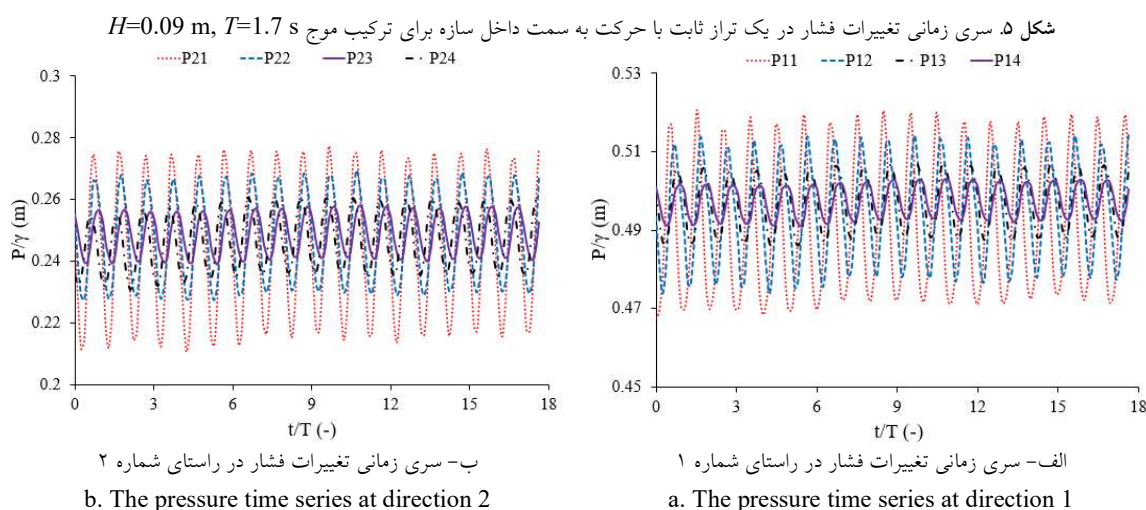 شکل ۵. سری زمانی تغییرات فشار در یک تراز ثابت با حرکت به سمت داخل سازه برای ترکیب موج H=0.09 m, T=1.7 s
P21 P22 P23 P24
0.3
0.28
0.26
0.24
0.22
0.2
P/γ (m)
0 3 6 9 12 15 18
t/T (-)
P11 P12 P13 P14
0.53
0.51
0.49
0.47
0.45
P/γ (m)
0 3 6 9 12 15 18
t/T (-)
ب- سری زمانی تغییرات فشار در راستای شماره ۲
الف- سری زمانی تغییرات فشار در راستای شماره ۱
b. The pressure time series at direction 2
a. The pressure time series at direction 1